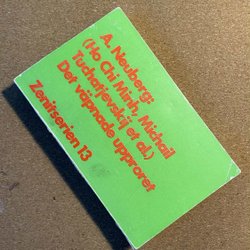 A. Neuberg:
(Ho Chi Minh, Michail
Tuchatjevskij et al.)
Det väpnade upproret
Zenitserien 13